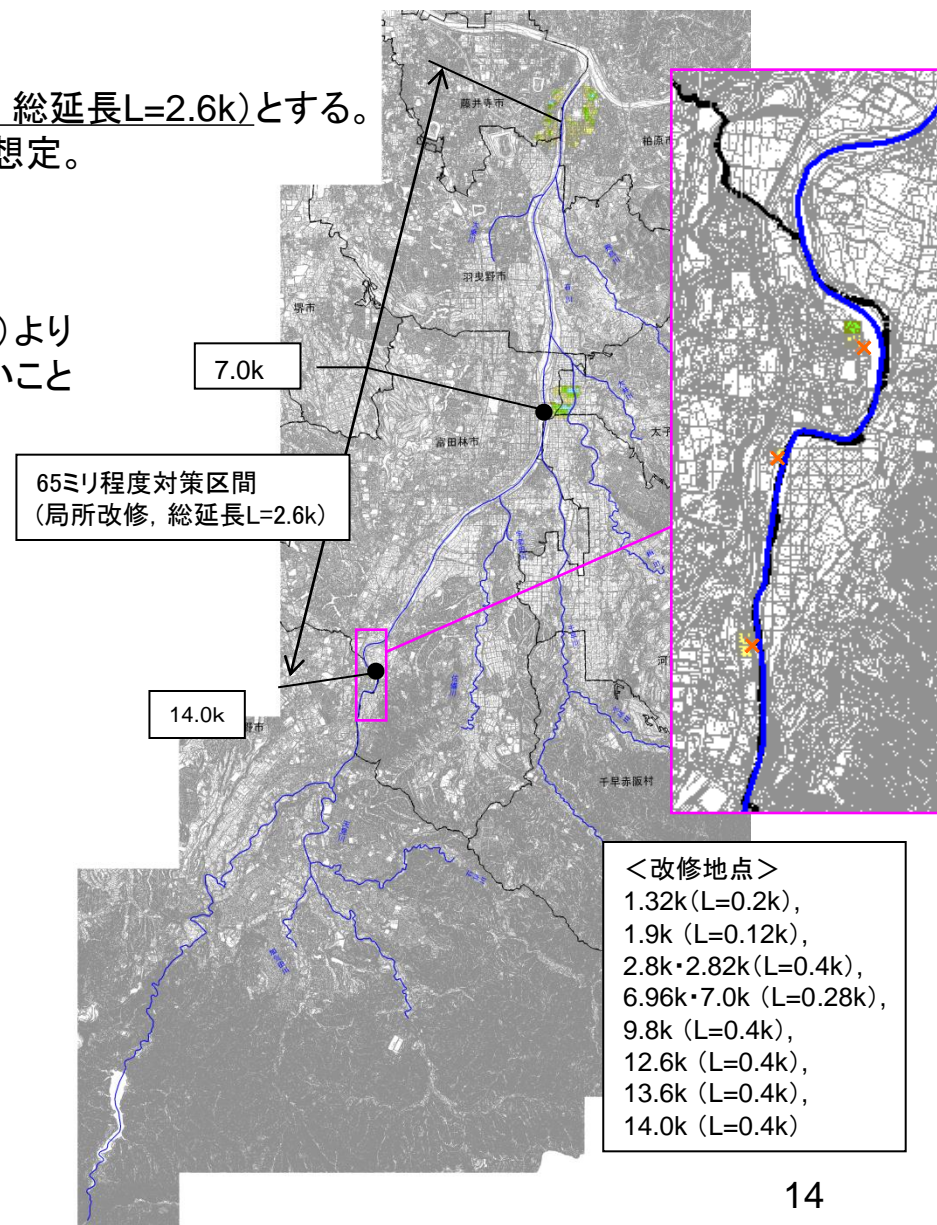 総延長L=2.6k)とする。
想定。
)より
いこと
藤井寺市
柏原市
羽曳野市
堺市
7.0k
富田林市
65ミリ程度対策区間
(局所改修, 総延長L=2.6k)
14.0k
千早赤阪村
＜改修地点＞
1.32k(L=0.2k),
1.9k (L=0.12k),
2.8k・2.82k(L=0.4k),
6.96k・7.0k (L=0.28k),
9.8k (L=0.4k),
12.6k (L=0.4k),
13.6k (L=0.4k),
14.0k (L=0.4k)
14